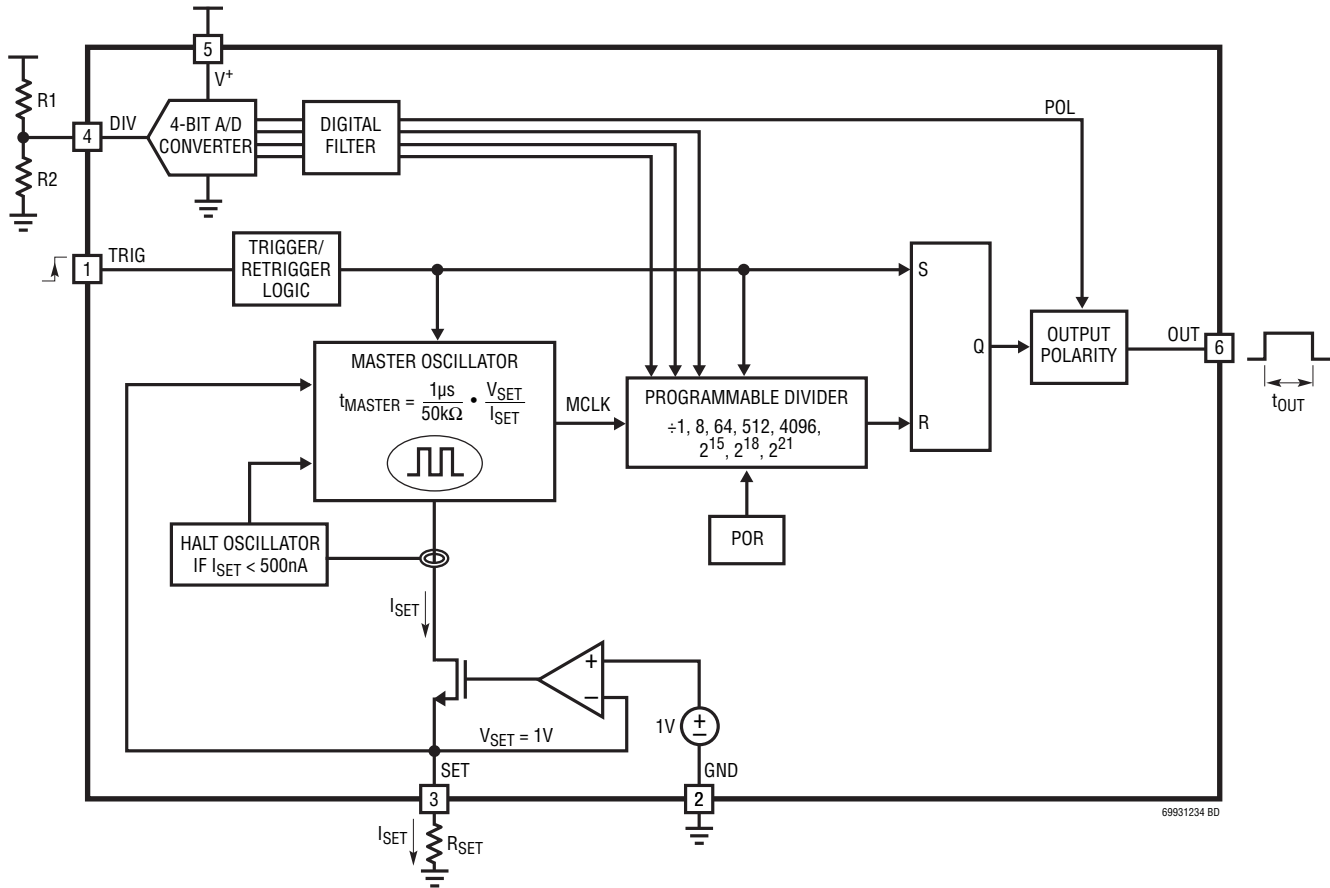 5
V+
R1
4
DIV
4-BIT A/D
CONVERTER
DIGITAL
FILTER
POL
R2
1
TRIG
TRIGGER/
RETRIGGER
LOGIC
S
Q
R
OUTPUT
POLARITY
OUT
6
tOUT
MASTER OSCILLATOR
tMASTER = 1µs/50kΩ • VSET/ISET
MCLK
PROGRAMMABLE DIVIDER
÷1, 8, 64, 512, 4096,
2^15, 2^18, 2^21
POR
HALT OSCILLATOR
IF ISET < 500nA
ISET
+
–
1V
+
–
VSET = 1V
SET
GND
3
2
ISET
RSET
69931234 BD